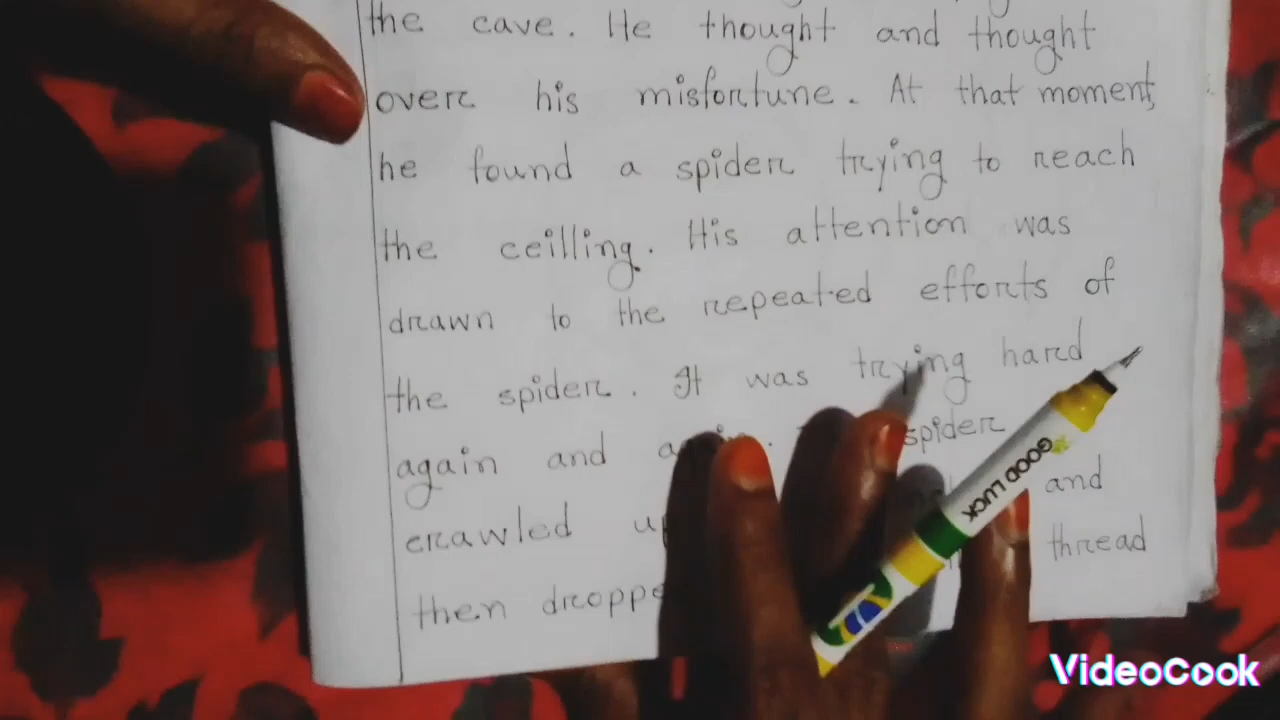 the cave. He thought and thought
over his misfortune. At that moment,
he found a spider trying to reach
the ceilling. His attention was
drawn to the repeated efforts of
the spider. It was trying hard
again and spider
crawled and
then thread
GOOD LUCK
VideoCook